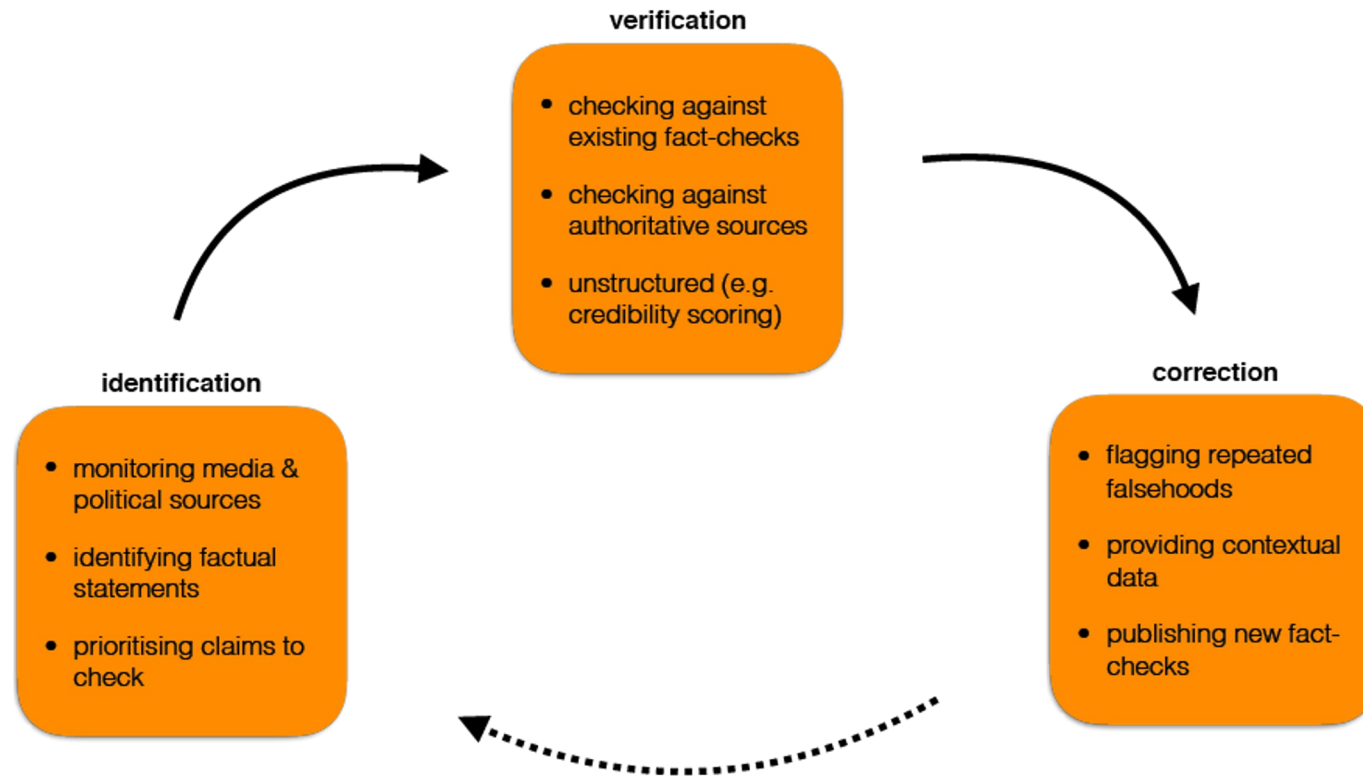 verification
• checking against
existing fact-checks
• checking against
authoritative sources
• unstructured (e.g.
credibility scoring)
identification
• monitoring media &
political sources
• identifying factual
statements
• prioritising claims to
check
correction
• flagging repeated
falsehoods
• providing contextual
data
• publishing new fact-
checks